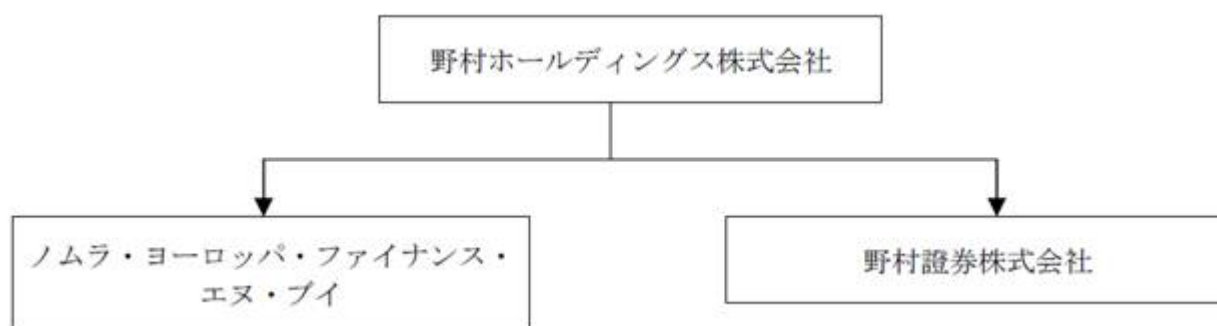 野村ホールディングス株式会社
ノムラ・ヨーロッパ・ファイナンス・
エヌ・ブイ
野村證券株式会社